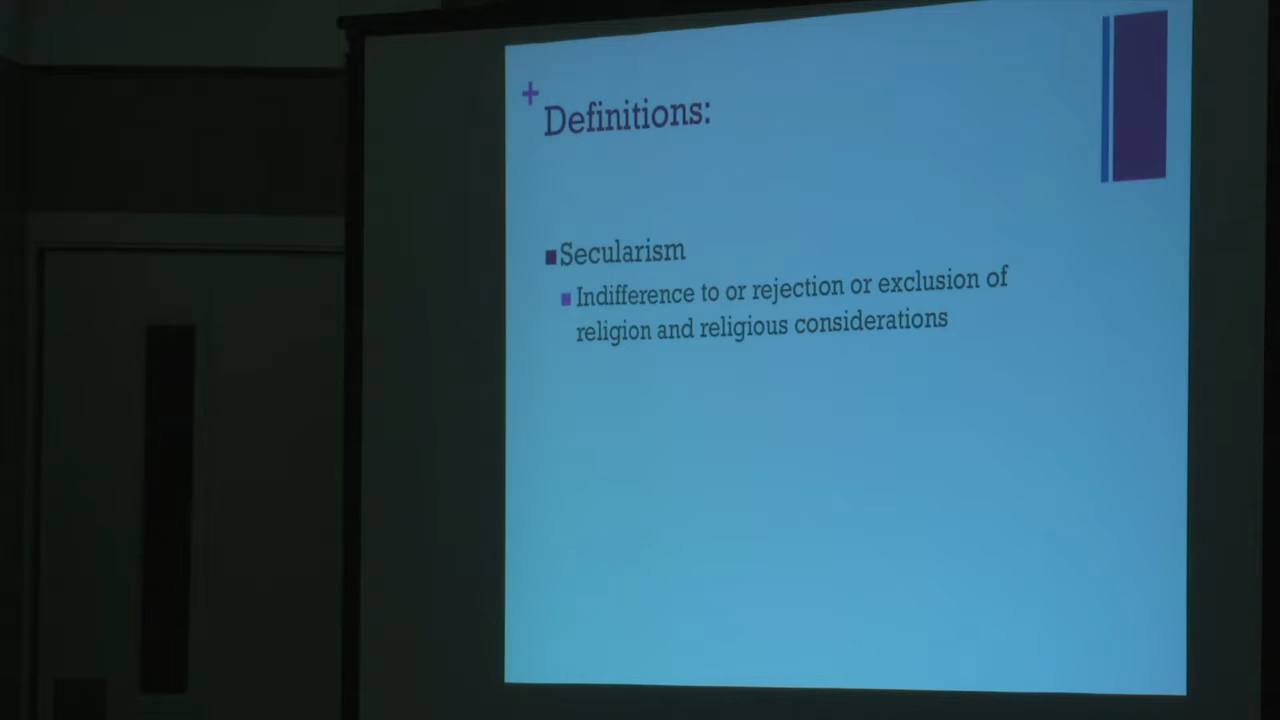 +
Definitions:
Secularism
Indifference to or rejection or exclusion of
religion and religious considerations